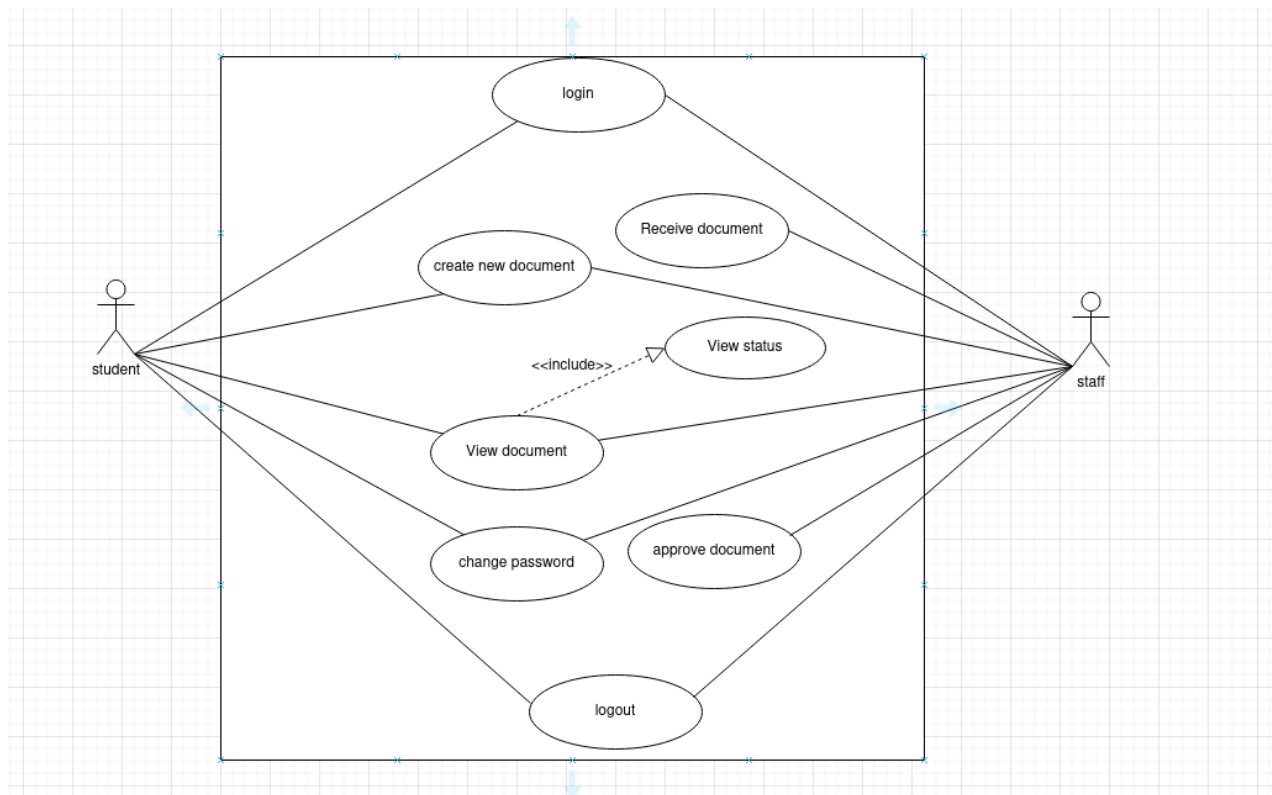 login
Receive document
create new document
View status
<<include>>
student
staff
View document
approve document
change password
logout